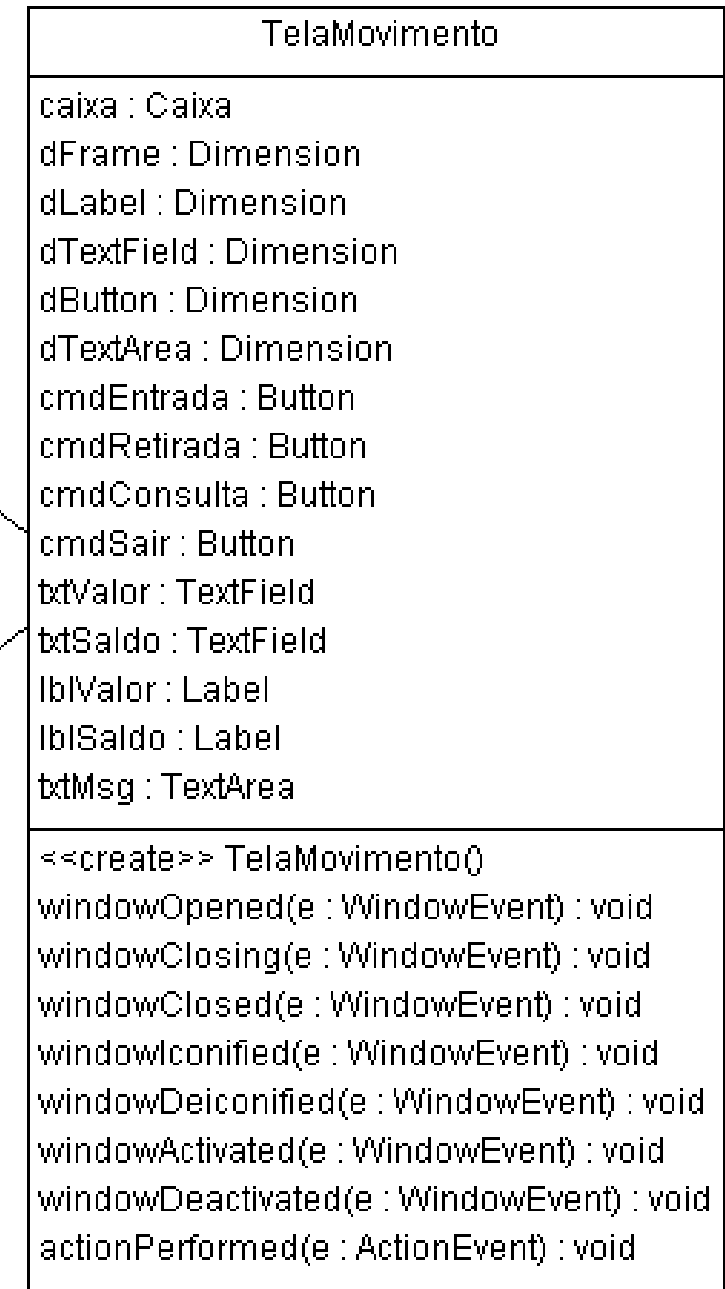 TelaMovimento
caixa : Caixa
dFrame : Dimension
dLabel : Dimension
dTextField : Dimension
dButton : Dimension
dTextArea : Dimension
cmdEntrada : Button
cmdRetirada : Button
cmdConsulta : Button
cmdSair : Button
txtValor : TextField
txtSaldo : TextField
lblValor : Label
lblSaldo : Label
txtMsg : TextArea
<<create>> TelaMovimento()
windowOpened(e : WindowEvent) : void
windowClosing(e : WindowEvent) : void
windowClosed(e : WindowEvent) : void
windowIconified(e : WindowEvent) : void
windowDeiconified(e : WindowEvent) : void
windowActivated(e : WindowEvent) : void
windowDeactivated(e : WindowEvent) : void
actionPerformed(e : ActionEvent) : void